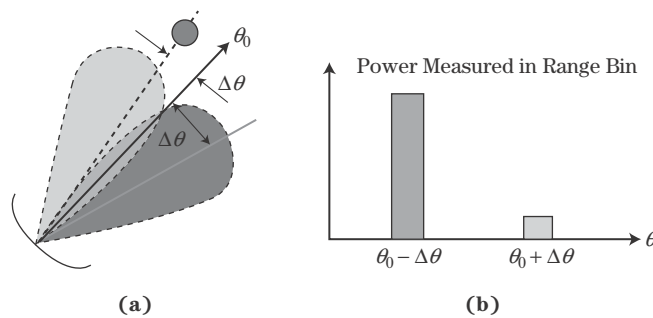 θ₀
Δθ
Δθ
(a)
Power Measured in Range Bin
θ₀ − Δθ
θ₀ + Δθ
θ
(b)